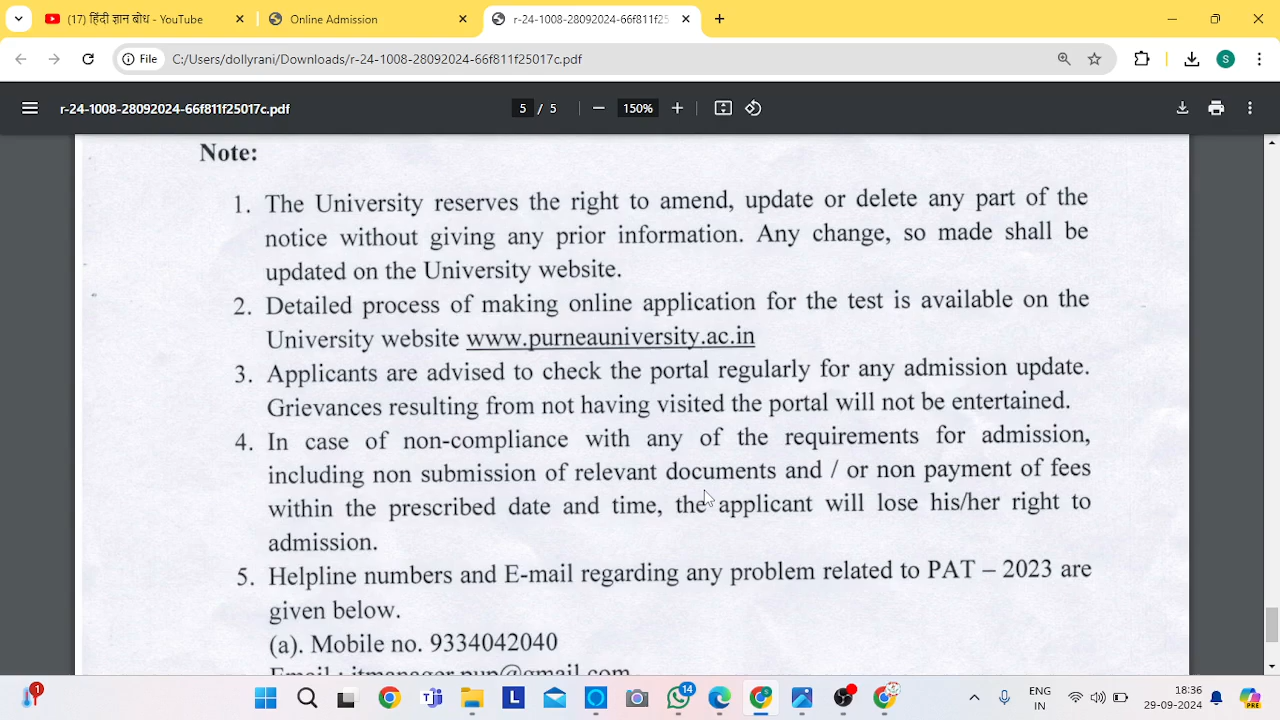 (17) हिंदी ज्ञान बोध - YouTube
Online Admission
r-24-1008-28092024-66f811f25
File
C:/Users/dollyrani/Downloads/r-24-1008-28092024-66f811f25017c.pdf
S
r-24-1008-28092024-66f811f25017c.pdf
5 / 5
150%
Note:
1. The University reserves the right to amend, update or delete any part of the
notice without giving any prior information. Any change, so made shall be
updated on the University website.
2. Detailed process of making online application for the test is available on the
University website www.purneauniversity.ac.in
3. Applicants are advised to check the portal regularly for any admission update.
Grievances resulting from not having visited the portal will not be entertained.
4. In case of non-compliance with any of the requirements for admission,
including non submission of relevant documents and / or non payment of fees
within the prescribed date and time, the applicant will lose his/her right to
admission.
5. Helpline numbers and E-mail regarding any problem related to PAT – 2023 are
given below.
(a). Mobile no. 9334042040
Email : itmanager.pup@gmail.com
1
L
14
S
ENG
IN
18:36
29-09-2024
PRE